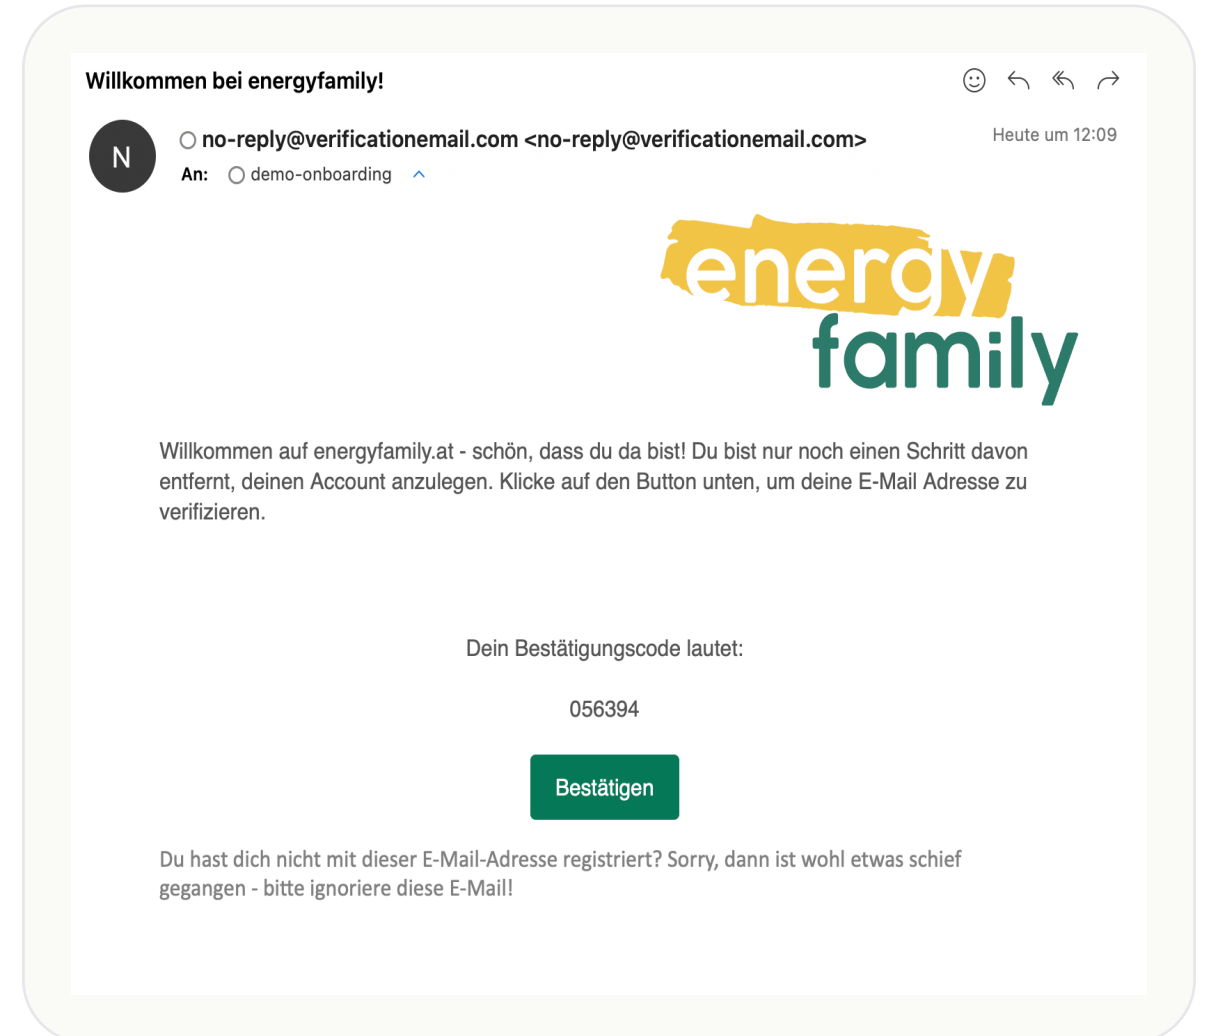 Willkommen bei energyfamily!
N
no-reply@verificationemail.com <no-reply@verificationemail.com>
Heute um 12:09
An: demo-onboarding
energy
family
Willkommen auf energyfamily.at - schön, dass du da bist! Du bist nur noch einen Schritt davon
entfernt, deinen Account anzulegen. Klicke auf den Button unten, um deine E-Mail Adresse zu
verifizieren.
Dein Bestätigungscode lautet:
056394
Bestätigen
Du hast dich nicht mit dieser E-Mail-Adresse registriert? Sorry, dann ist wohl etwas schief
gegangen - bitte ignoriere diese E-Mail!